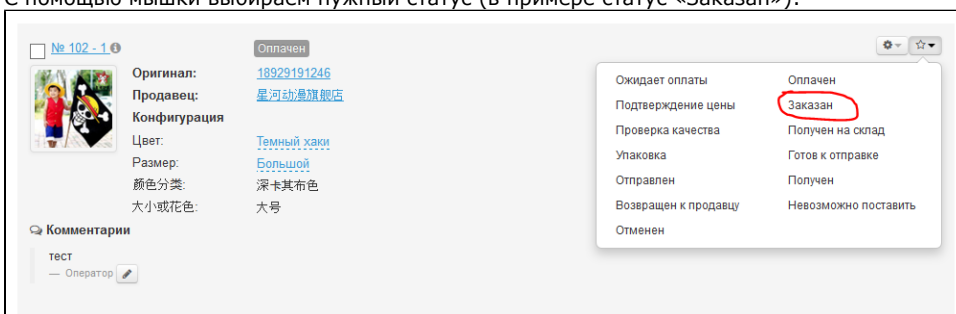 С помощью мышки выбираем нужный статус (в примере статус «Заказан»):
№ 102 - 1
Оплачен
Оригинал: 18929191246
Продавец: 星河动漫旗舰店
Конфигурация
Цвет: Темный хаки
Размер: Большой
颜色分类: 深卡其布色
大小或花色: 大号
Комментарии
тест
— Оператор
Ожидает оплаты Оплачен
Подтверждение цены Заказан
Проверка качества Получен на склад
Упаковка Готов к отправке
Отправлен Получен
Возвращен к продавцу Невозможно поставить
Отменен